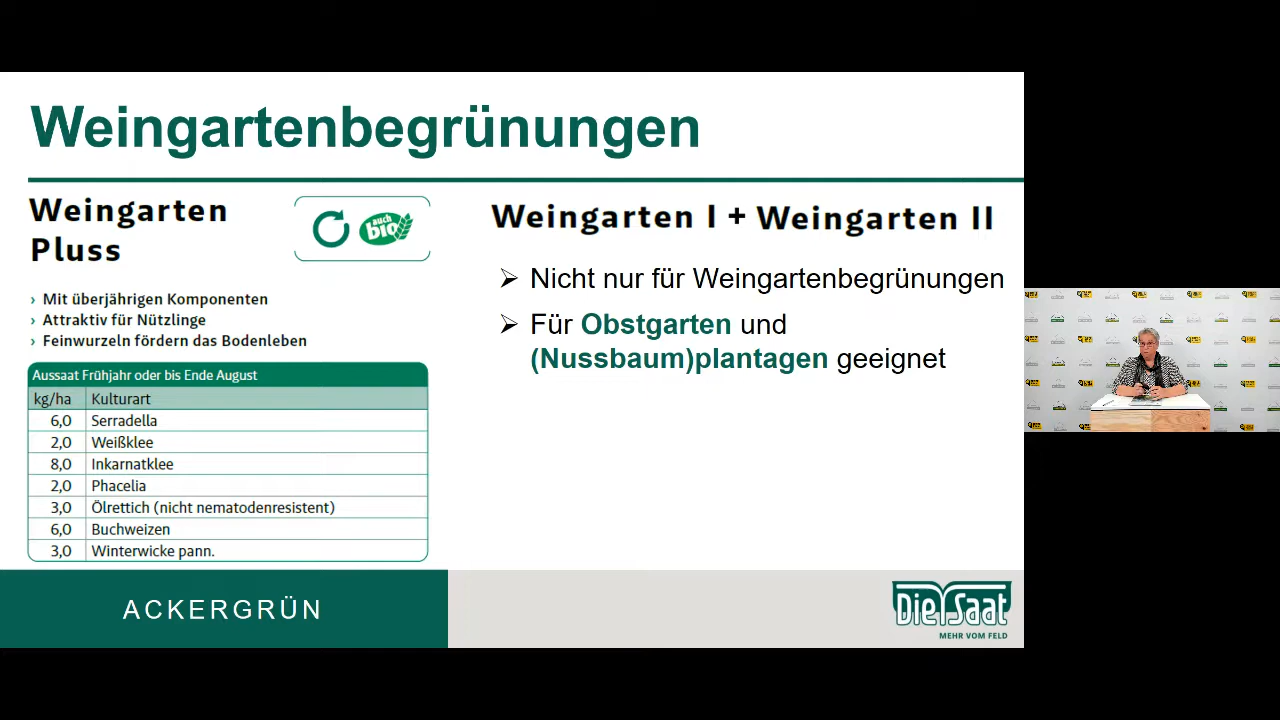 Weingartenbegrünungen
Weingarten
Pluss
auch
bio
› Mit überjährigen Komponenten
› Attraktiv für Nützlinge
› Feinwurzeln fördern das Bodenleben
Aussaat Frühjahr oder bis Ende August
kg/ha Kulturart
6,0 Serradella
2,0 Weißklee
8,0 Inkarnatklee
2,0 Phacelia
3,0 Ölrettich (nicht nematodenresistent)
6,0 Buchweizen
3,0 Winterwicke pann.
Weingarten I + Weingarten II
➢ Nicht nur für Weingartenbegrünungen
➢ Für Obstgarten und
(Nussbaum)plantagen geeignet
ACKERGRÜN
Die Saat
MEHR VOM FELD